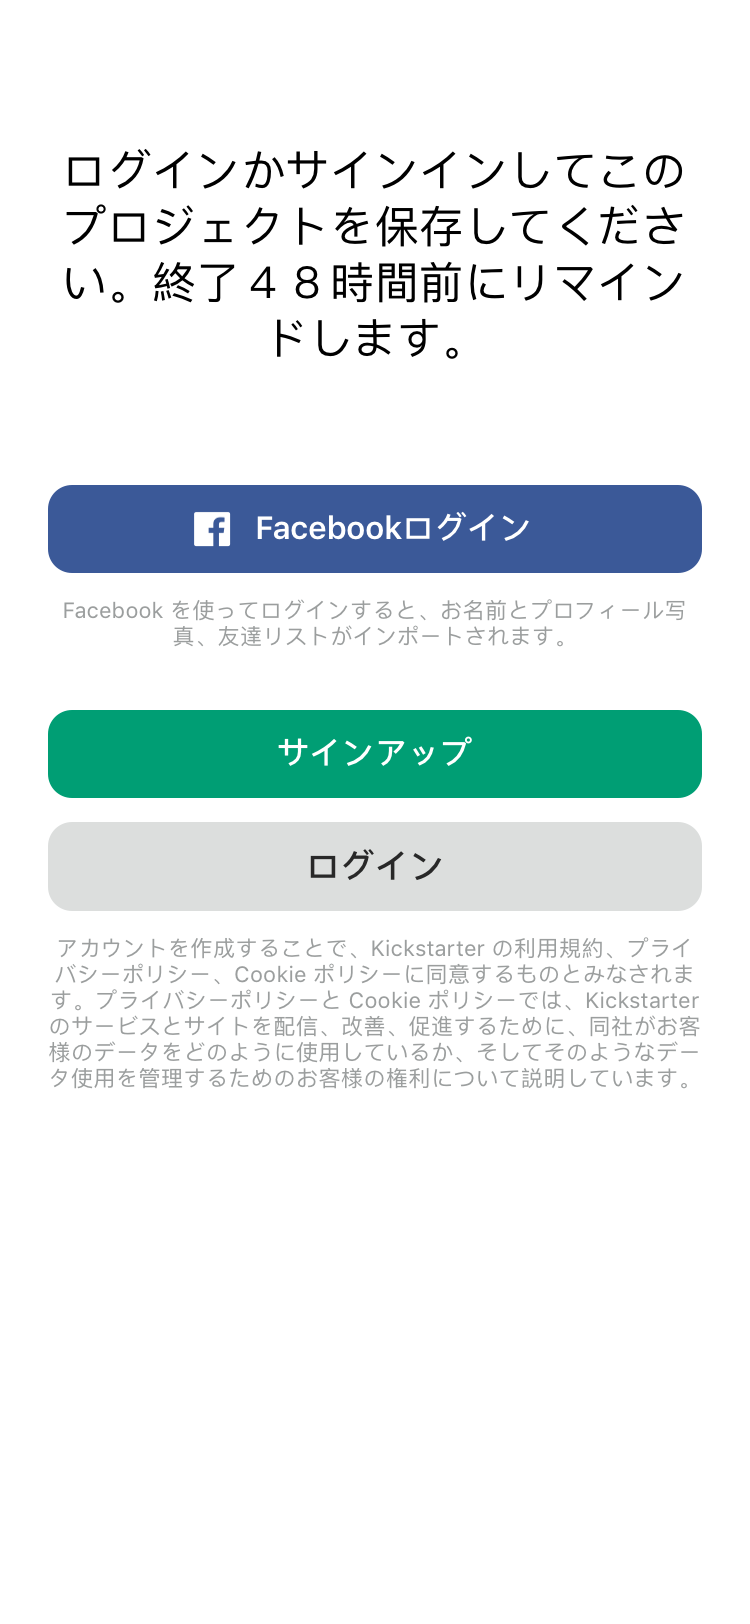 ログインかサインインしてこの
プロジェクトを保存してくださ
い。終了４８時間前にリマイン
ドします。
Facebookログイン
Facebook を使ってログインすると、お名前とプロフィール写
真、友達リストがインポートされます。
サインアップ
ログイン
アカウントを作成することで、Kickstarter の利用規約、プライ
バシーポリシー、Cookie ポリシーに同意するものとみなされま
す。プライバシーポリシーと Cookie ポリシーでは、Kickstarter
のサービスとサイトを配信、改善、促進するために、同社がお客
様のデータをどのように使用しているか、そしてそのようなデー
タ使用を管理するためのお客様の権利について説明しています。